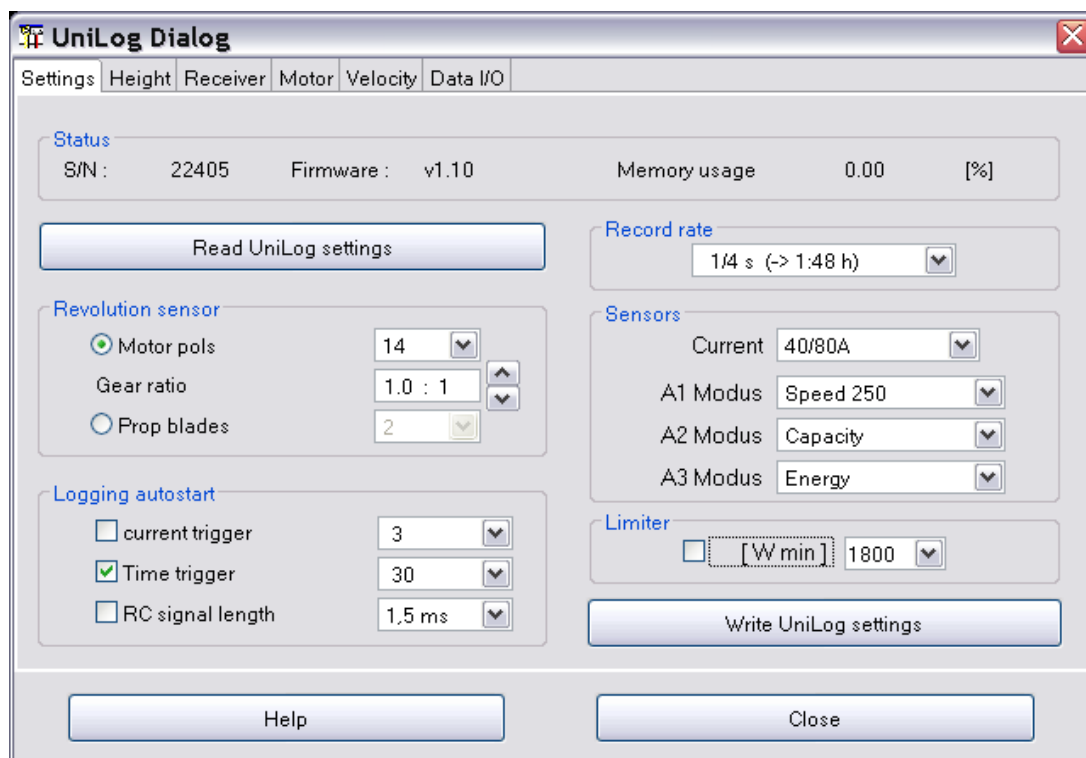 UniLog Dialog
Settings Height Receiver Motor Velocity Data I/O
Status
S/N : 22405 Firmware : v1.10 Memory usage 0.00 [%]
Read UniLog settings
Record rate
1/4 s (-> 1:48 h)
Revolution sensor
Motor pols 14
Gear ratio 1.0 : 1
Prop blades 2
Sensors
Current 40/80A
A1 Modus Speed 250
A2 Modus Capacity
A3 Modus Energy
Logging autostart
current trigger 3
Time trigger 30
RC signal length 1,5 ms
Limiter
[ W min ] 1800
Write UniLog settings
Help Close